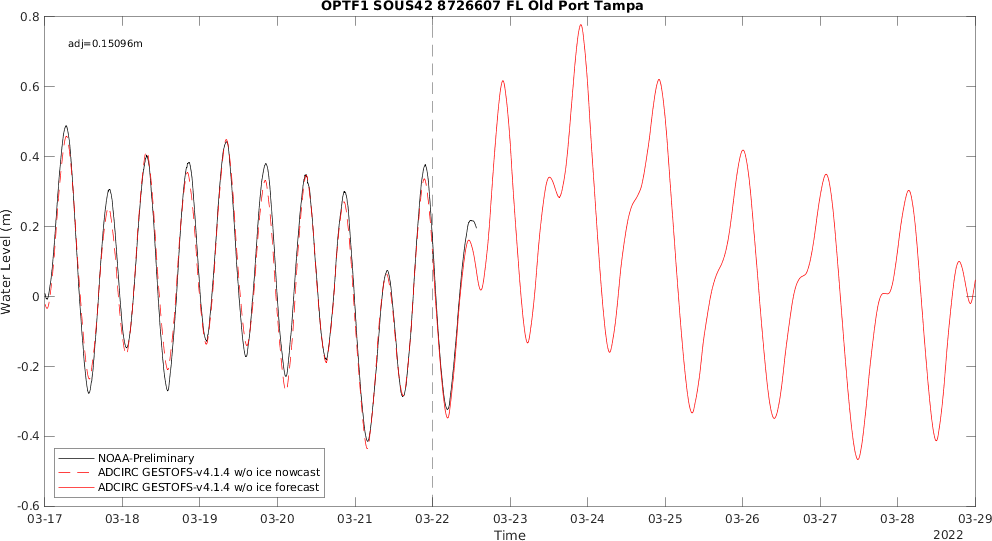 OPTF1 SOUS42 8726607 FL Old Port Tampa
adj=0.15096m
0.8
0.6
0.4
0.2
0
-0.2
-0.4
-0.6
Water Level (m)
NOAA-Preliminary
ADCIRC GESTOFS-v4.1.4 w/o ice nowcast
ADCIRC GESTOFS-v4.1.4 w/o ice forecast
03-17 03-18 03-19 03-20 03-21 03-22 03-23 03-24 03-25 03-26 03-27 03-28 03-29
Time
2022